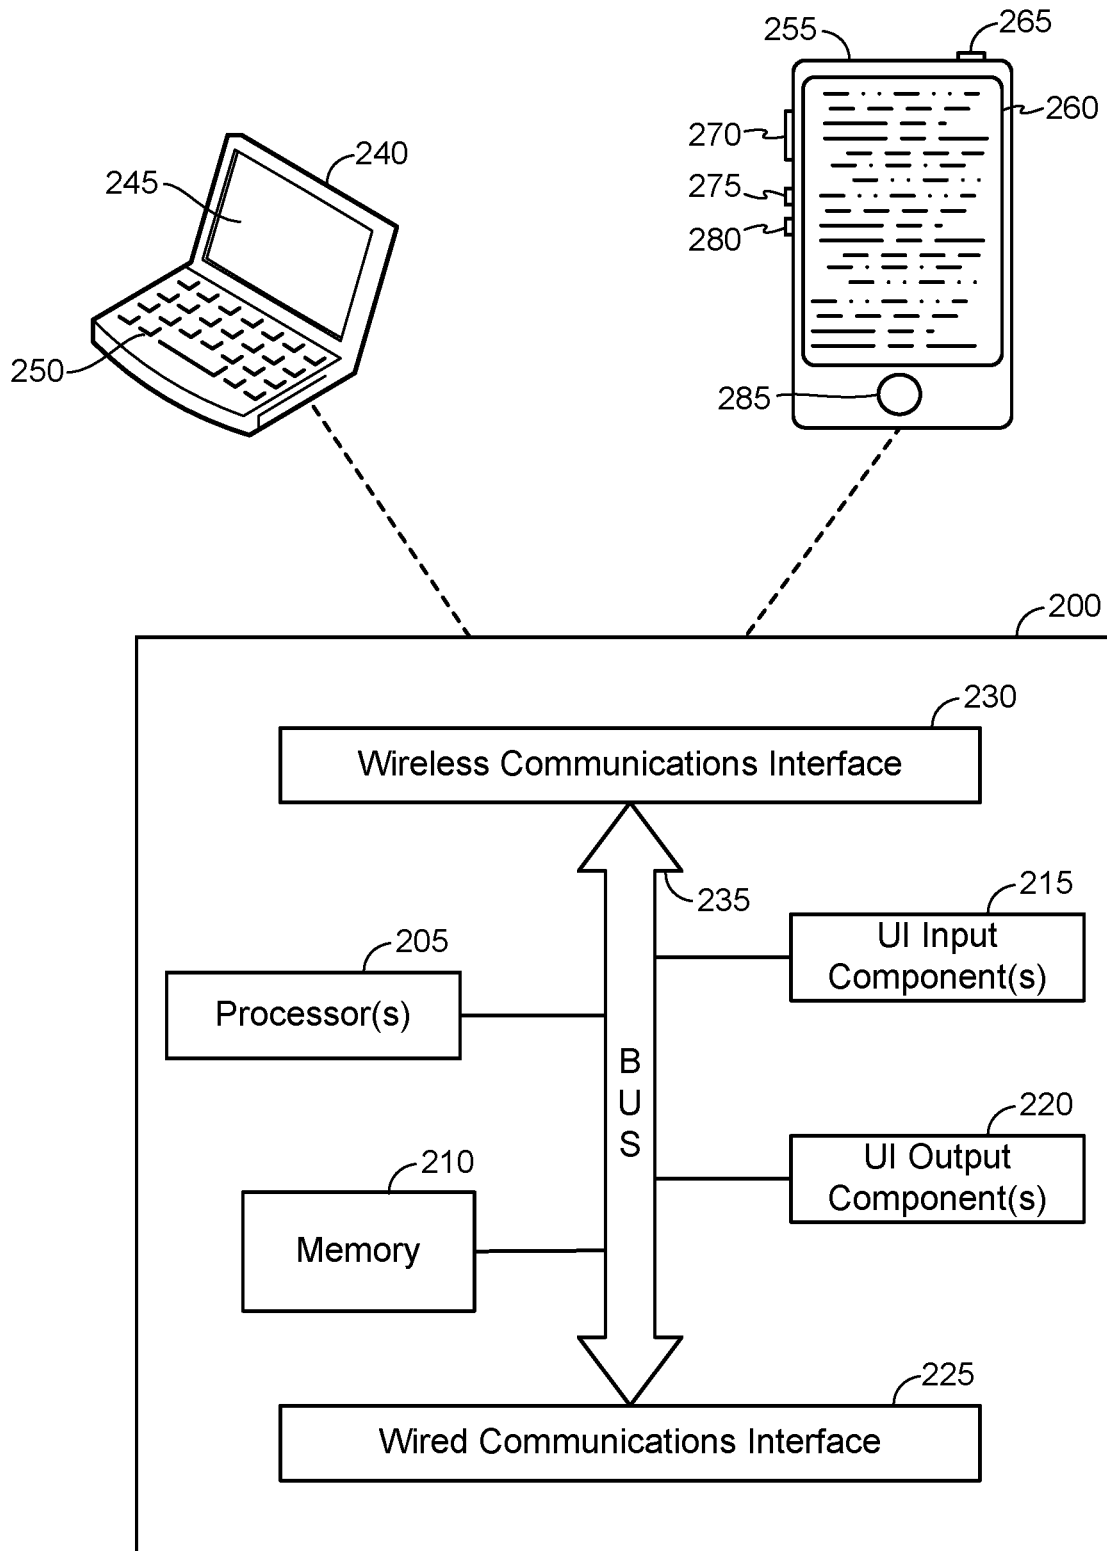 265
255
260
270
240
245
275
280
250
285
200
230
Wireless Communications Interface
235
215
UI Input
Component(s)
205
Processor(s)
B
U
S
220
UI Output
Component(s)
210
Memory
225
Wired Communications Interface